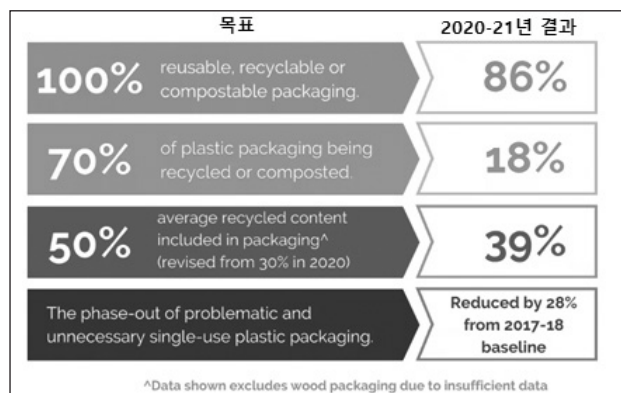 목표
2020-21년 결과
100%
reusable, recyclable or
compostable packaging.
86%
70%
of plastic packaging being
recycled or composted.
18%
50%
average recycled content
included in packaging^
(revised from 30% in 2020)
39%
The phase-out of problematic and
unnecessary single-use plastic packaging.
Reduced by 28%
from 2017-18
baseline
^Data shown excludes wood packaging due to insufficient data